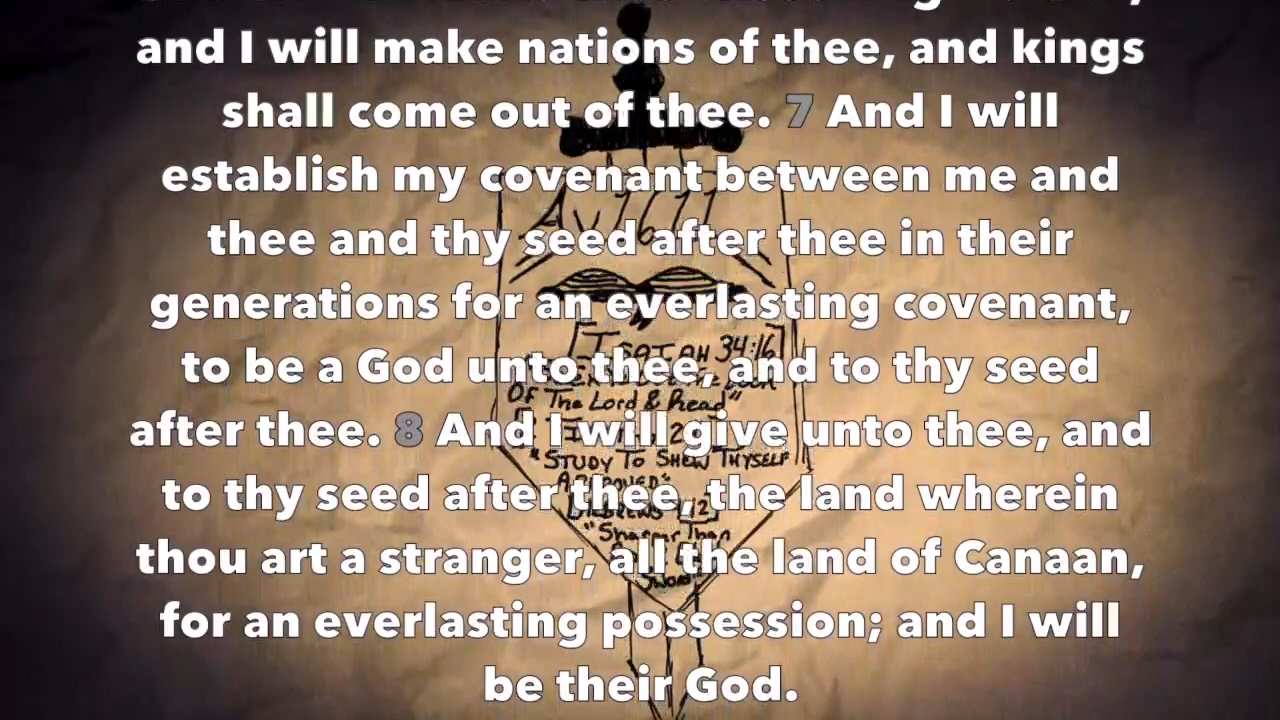 and I will make nations of thee, and kings
shall come out of thee. 7 And I will
establish my covenant between me and
AV1611
thee and thy seed after thee in their
generations for an everlasting covenant,
[ISAIAH 34:16]
to be a God unto thee, and to thy seed
Of The Lord & Read"
after thee. 8 And I will give unto thee, and
"STUDY TO SHEW THYSELF
APPROVED"
to thy seed after thee, the land wherein
"Sharper Than
thou art a stranger, all the land of Canaan,
Sword"
for an everlasting possession; and I will
be their God.